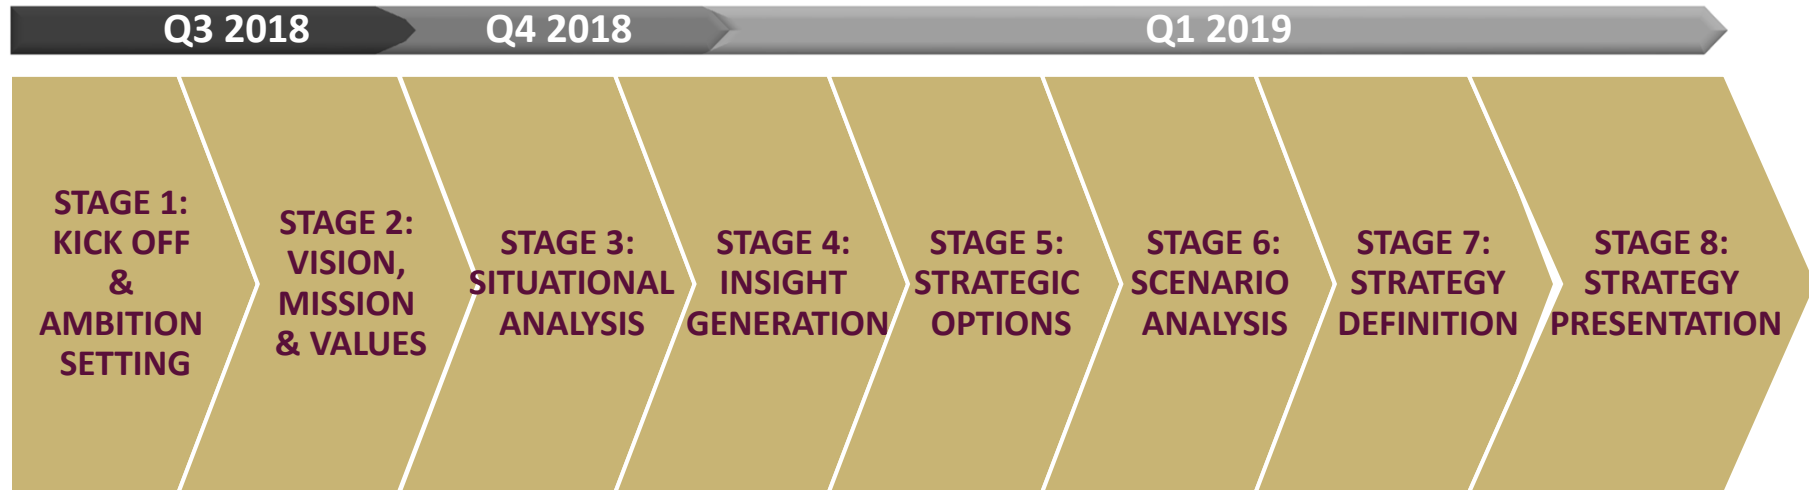 Q3 2018
Q4 2018
Q1 2019
STAGE 1:
KICK OFF
&
AMBITION
SETTING
STAGE 2:
VISION,
MISSION
& VALUES
STAGE 3:
SITUATIONAL
ANALYSIS
STAGE 4:
INSIGHT
GENERATION
STAGE 5:
STRATEGIC
OPTIONS
STAGE 6:
SCENARIO
ANALYSIS
STAGE 7:
STRATEGY
DEFINITION
STAGE 8:
STRATEGY
PRESENTATION